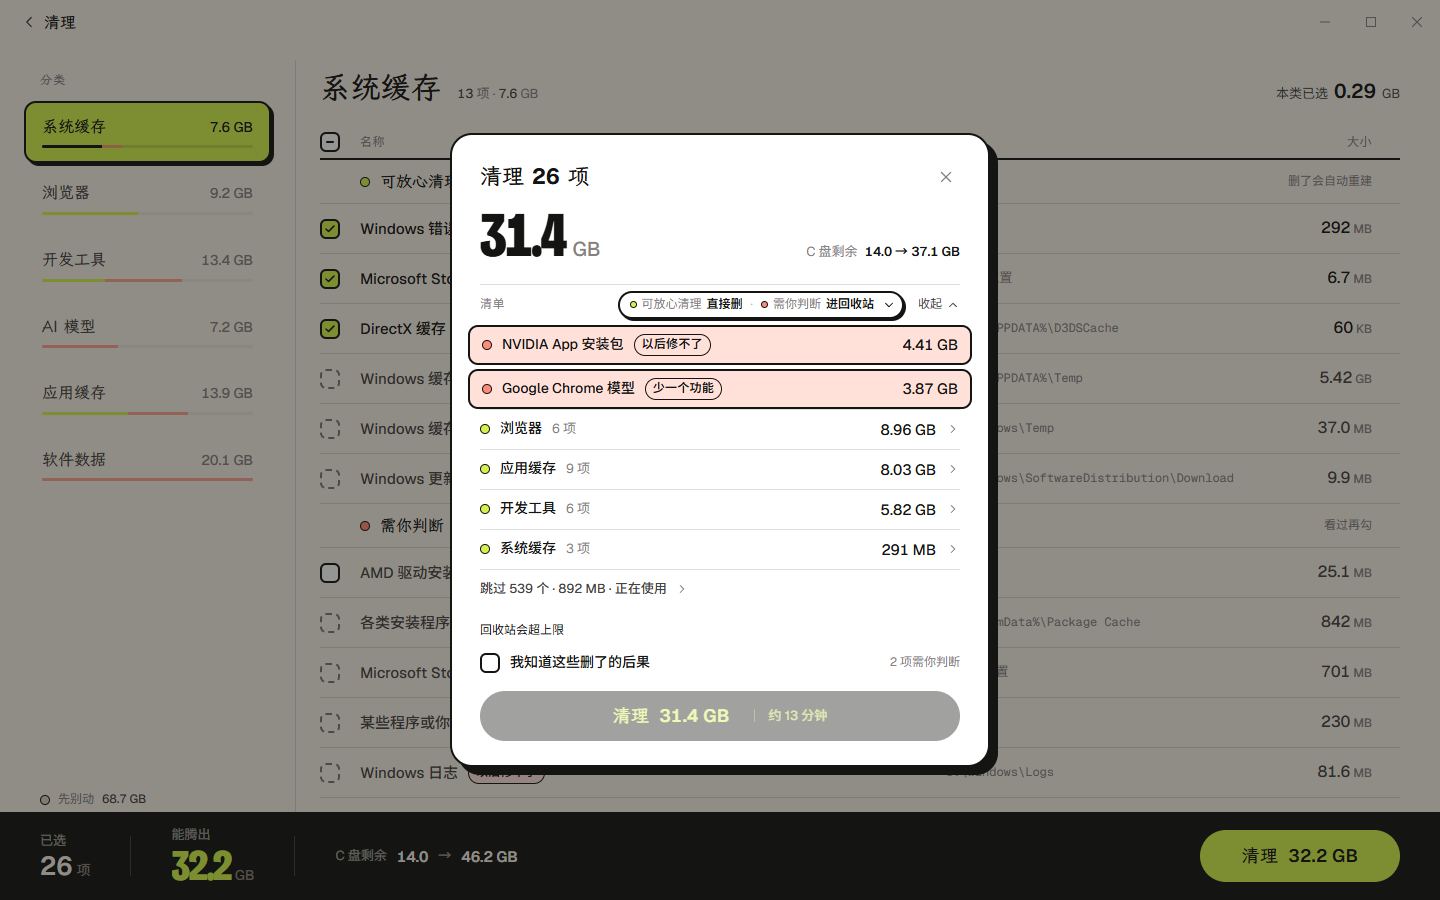 清理
分类
系统缓存 7.6 GB
浏览器 9.2 GB
开发工具 13.4 GB
AI 模型 7.2 GB
应用缓存 13.9 GB
软件数据 20.1 GB
先别动 68.7 GB
系统缓存 13 项 · 7.6 GB
本类已选 0.29 GB
名称 大小
可放心清理 删了会自动重建
Windows 错误 292 MB
Microsoft Sto 置 6.7 MB
DirectX 缓存 PPDATA%\D3DSCache 60 KB
Windows 缓存 PPDATA%\Temp 5.42 GB
Windows 缓存 ows\Temp 37.0 MB
Windows 更新 ows\SoftwareDistribution\Download 9.9 MB
需你判断 看过再勾
AMD 驱动安装 25.1 MB
各类安装程序 mData%\Package Cache 842 MB
Microsoft Sto 置 701 MB
某些程序或你 230 MB
Windows 日志 ndows\Logs 81.6 MB
清理 26 项
31.4 GB
C 盘剩余 14.0 → 37.1 GB
清单 可放心清理 直接删 · 需你判断 进回收站 收起
NVIDIA App 安装包 以后修不了 4.41 GB
Google Chrome 模型 少一个功能 3.87 GB
浏览器 6 项 8.96 GB
应用缓存 9 项 8.03 GB
开发工具 6 项 5.82 GB
系统缓存 3 项 291 MB
跳过 539 个 · 892 MB · 正在使用
回收站会超上限
我知道这些删了的后果 2 项需你判断
清理 31.4 GB 约 13 分钟
已选
26 项
能腾出
32.2 GB
C 盘剩余 14.0 → 46.2 GB
清理 32.2 GB